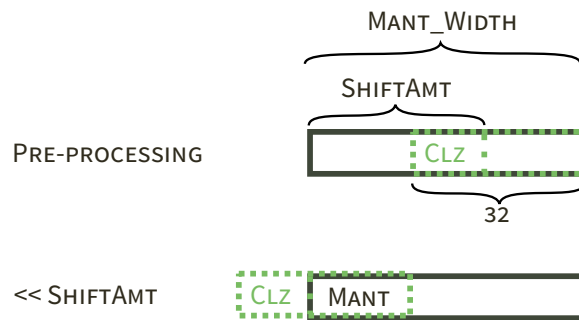 MANT_WIDTH
SHIFTAMT
PRE-PROCESSING
CLZ
32
<< SHIFTAMT
CLZ
MANT